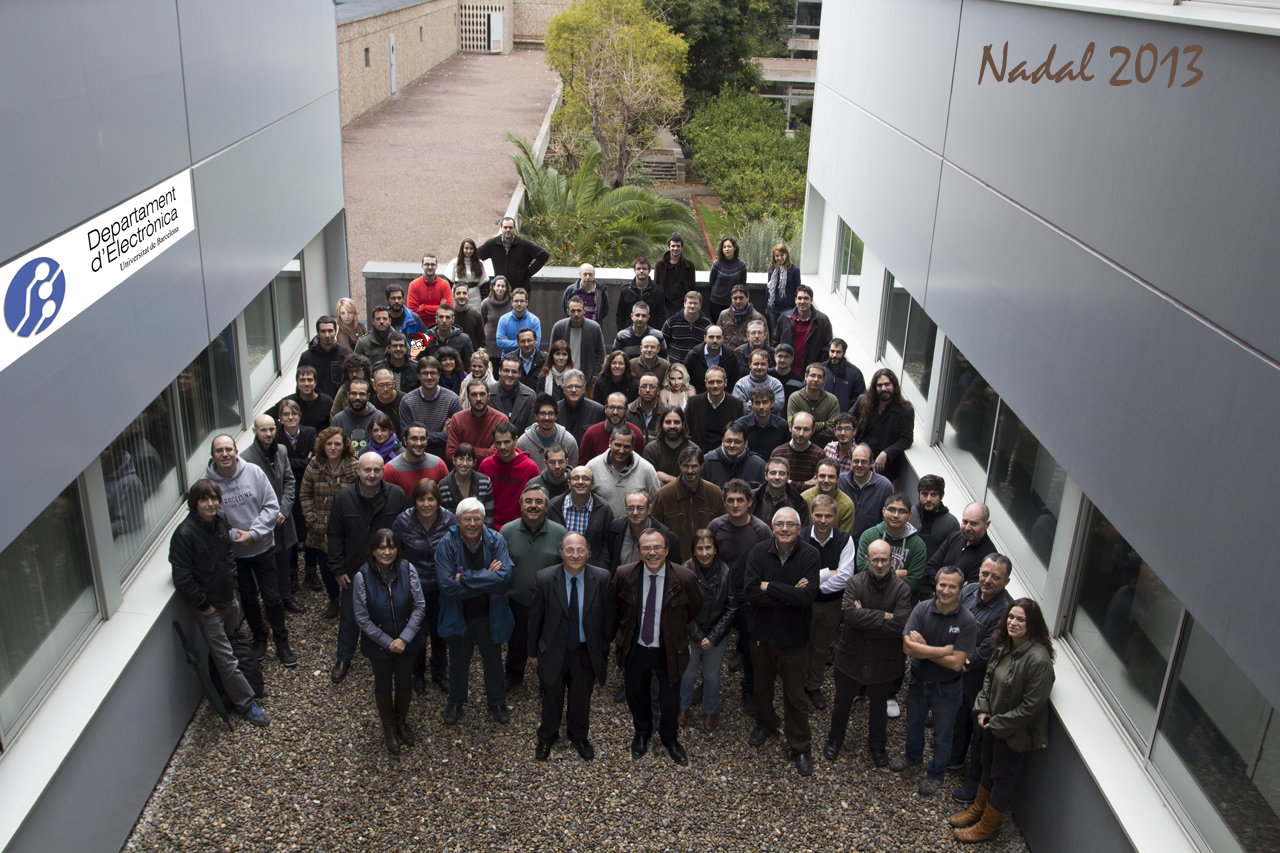 Nadal 2013
Departament
d'Electrònica
Universitat de Barcelona
BARCELONA